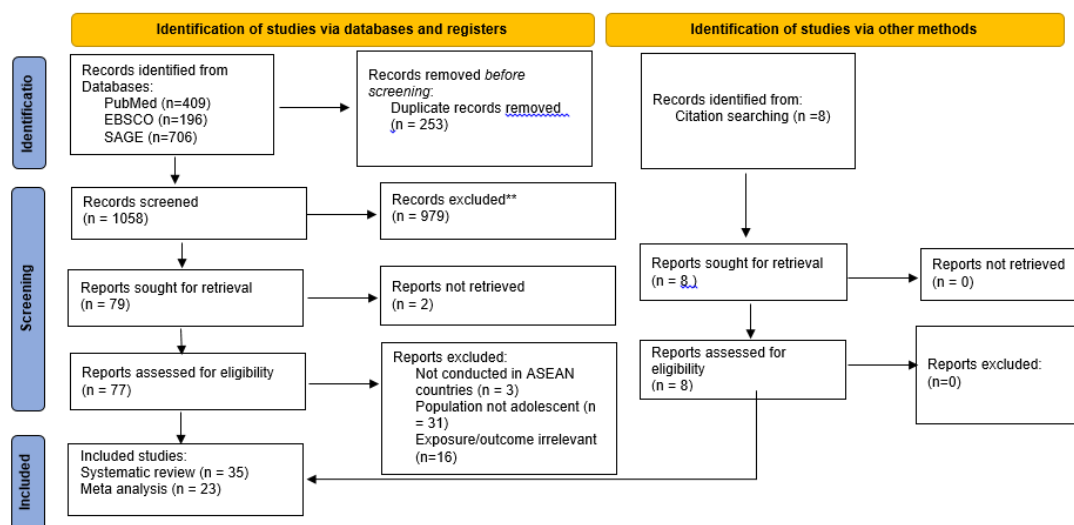 Identification of studies via databases and registers
Identification of studies via other methods
Identificatio
Records identified from
Databases:
PubMed (n=409)
EBSCO (n=196)
SAGE (n=706)
Records removed before
screening:
Duplicate records removed
(n = 253)
Records identified from:
Citation searching (n =8)
Screening
Records screened
(n = 1058)
Records excluded**
(n = 979)
Reports sought for retrieval
(n = 79)
Reports not retrieved
(n = 2)
Reports sought for retrieval
(n = 8 )
Reports not retrieved
(n = 0)
Reports assessed for eligibility
(n = 77)
Reports excluded:
Not conducted in ASEAN
countries (n = 3)
Population not adolescent (n
= 31)
Exposure/outcome irrelevant
(n=16)
Reports assessed for
eligibility
(n = 8)
Reports excluded:
(n=0)
Included
Included studies:
Systematic review (n = 35)
Meta analysis (n = 23)